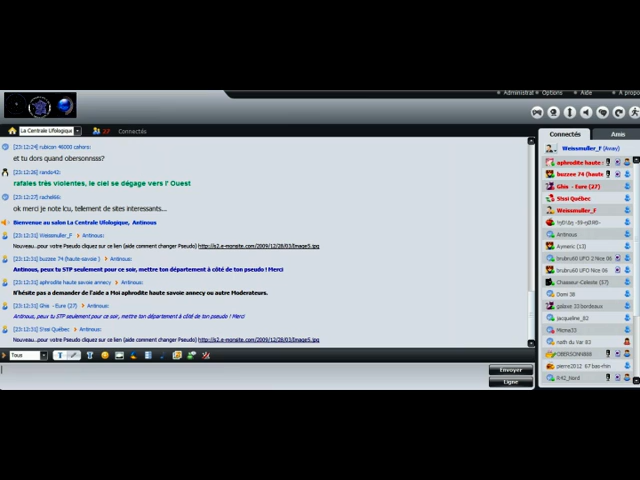 Administrat Options Aide A propo
La Centrale Ufologique 27 Connectés
Connectés Amis
[23:12:24] rubicon 46000 cahors:
et tu dors quand obersonnsss?
[23:12:26] rando42:
rafales très violentes, le ciel se dégage vers l' Ouest
[23:12:27] rachel66:
ok merci je note icu, tellement de sites interessants...
Bienvenue au salon La Centrale Ufologique, Antinous
[23:12:31] Weissmuller_F Antinous:
Nouveau..pour votre Pseudo cliquez sur ce lien (aide comment changer Pseudo) http://s2.e-monsite.com/2009/12/28/03/Image5.jpg
[23:12:31] buzzee 74 (haute-savoie ) Antinous:
Antinous, peux tu STP seulement pour ce soir, mettre ton département à côté de ton pseudo ! Merci
[23:12:31] aphrodite haute savoie annecy Antinous:
N'hésite pas a demander de l'aide a Moi aphrodite haute savoie annecy ou autre Moderateurs.
[23:12:31] Ghis - Eure (27) Antinous:
Antinous, peux tu STP seulement pour ce soir, mettre ton département à côté de ton pseudo ! Merci
[23:12:31] S'issi Québec Antinous:
Nouveau..pour votre Pseudo cliquez sur ce lien (aide comment changer Pseudo) http://s2.e-monsite.com/2009/12/28/03/Image5.jpg
Tous
Envoyer
Ligne
Weissmuller_F (Away)
aphrodite haute
buzzee 74 (haute
Ghis - Eure (27)
S'issi Québec
Weissmuller_F
Antinous
Aymeric (13)
brubru60 UFO 2 Nice 06
brubru60 UFO Nice 06
Chasseur-Celeste (57)
Domi 38
galaxie 33 bordeaux
jacqueline_82
Micme33
nath du Var 83
OBERSONN888
pierre2012 67 bas-rhin
R42_Nord